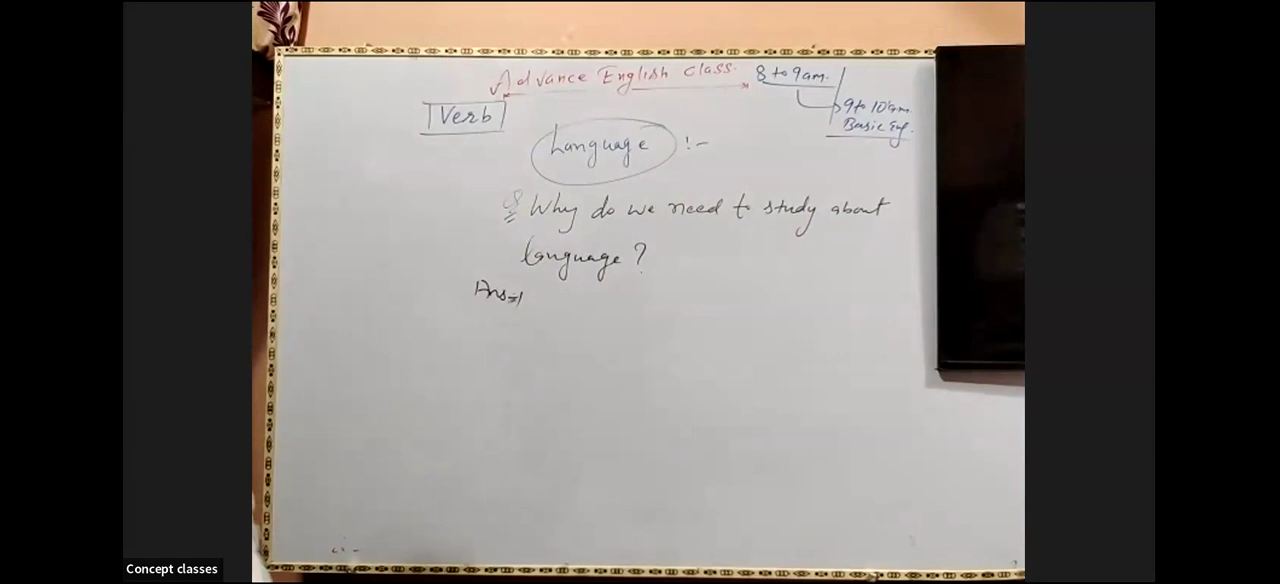 Advance English Class.
8 to 9am.
9 to 10am.
Basic Eng.
Verb
Language :-
Q Why do we need to study about
language ?
Ans
Concept classes